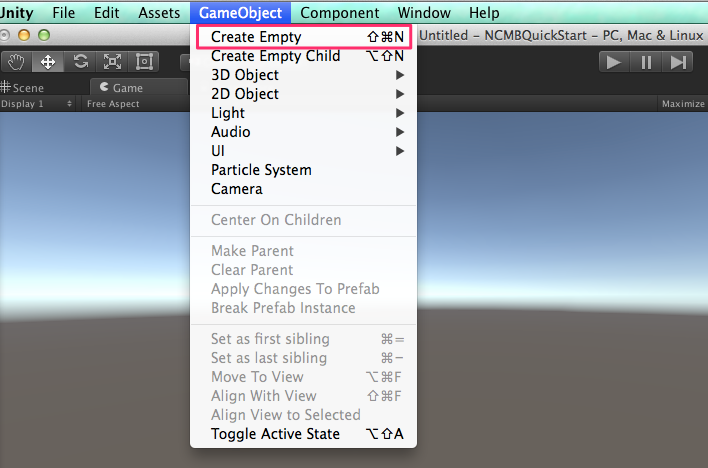 Unity File Edit Assets GameObject Component Window Help
Untitled - NCMBQuickStart - PC, Mac & Linux
Scene Game
Display 1 Free Aspect Maximize
Create Empty ⇧⌘N
Create Empty Child ⌥⇧N
3D Object ▶
2D Object ▶
Light ▶
Audio ▶
UI ▶
Particle System
Camera
Center On Children
Make Parent
Clear Parent
Apply Changes To Prefab
Break Prefab Instance
Set as first sibling ⌘=
Set as last sibling ⌘-
Move To View ⌥⌘F
Align With View ⇧⌘F
Align View to Selected
Toggle Active State ⌥⇧A